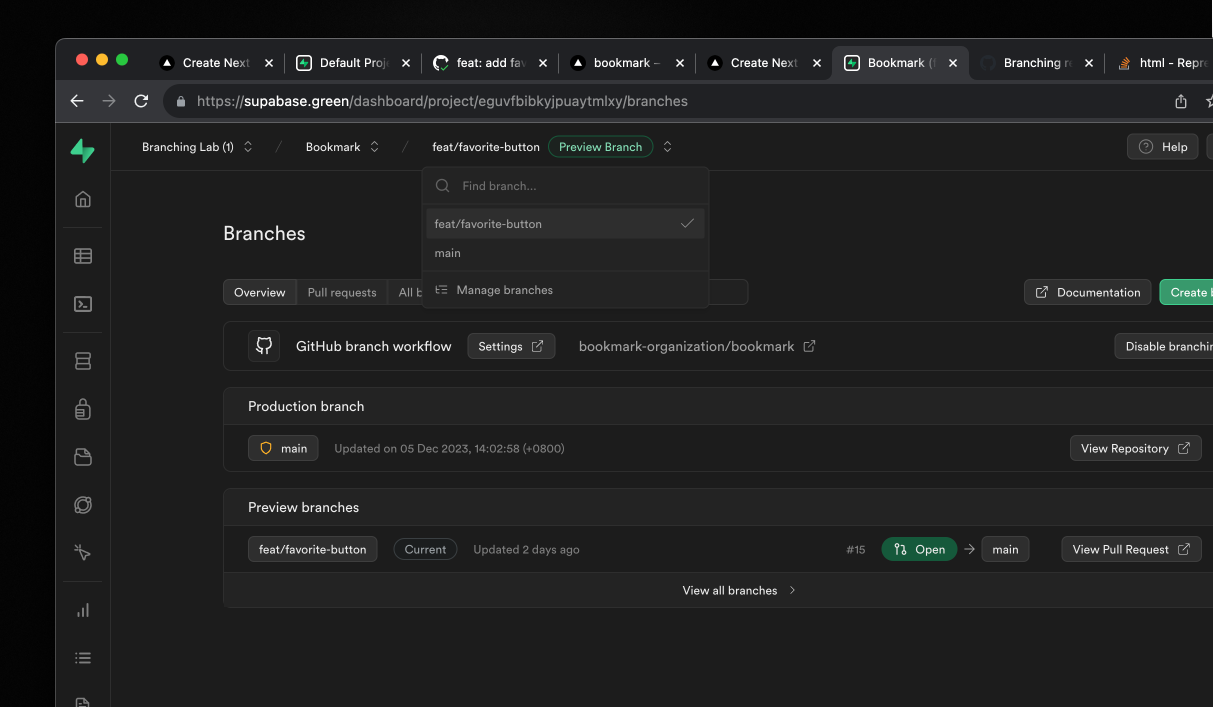 Create Next
Default Proje
feat: add fav
bookmark –
Create Next
Bookmark (f
Branching re
html - Repre
https://supabase.green/dashboard/project/eguvfbibkyjpuaytmlxy/branches
Branching Lab (1) / Bookmark / feat/favorite-button Preview Branch
Help
Find branch...
feat/favorite-button
main
Manage branches
Branches
Overview Pull requests All b
Documentation
Create b
GitHub branch workflow Settings bookmark-organization/bookmark
Disable branchin
Production branch
main Updated on 05 Dec 2023, 14:02:58 (+0800)
View Repository
Preview branches
feat/favorite-button Current Updated 2 days ago #15 Open → main View Pull Request
View all branches